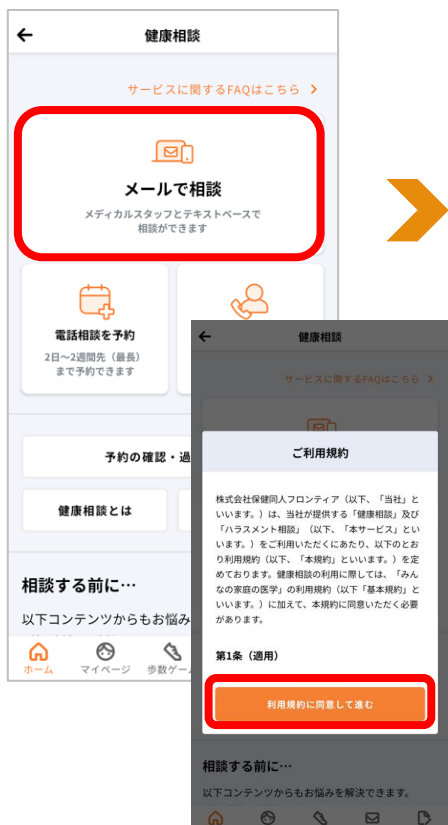 健康相談
サービスに関するFAQはこちら
メールで相談
メディカルスタッフとテキストベースで
相談ができます
電話相談を予約
2日〜2週間先（最長）
まで予約できます
予約の確認・過
健康相談とは
相談する前に…
以下コンテンツからもお悩み
ホーム
マイページ
歩数ゲー
健康相談
サービスに関するFAQはこちら
ご利用規約
株式会社保健同人フロンティア（以下、「当社」と
いいます。）は、当社が提供する「健康相談」及び
「ハラスメント相談」（以下、「本サービス」とい
います。）をご利用いただくにあたり、以下のとお
り利用規約（以下、「本規約」といいます。）を定
めております。健康相談の利用に際しては、「みん
なの家庭の医学」の利用規約（以下「基本規約」と
いいます。）に加えて、本規約に同意いただく必要
があります。
第1条（適用）
利用規約に同意して進む
相談する前に…
以下コンテンツからもお悩みを解決できます。